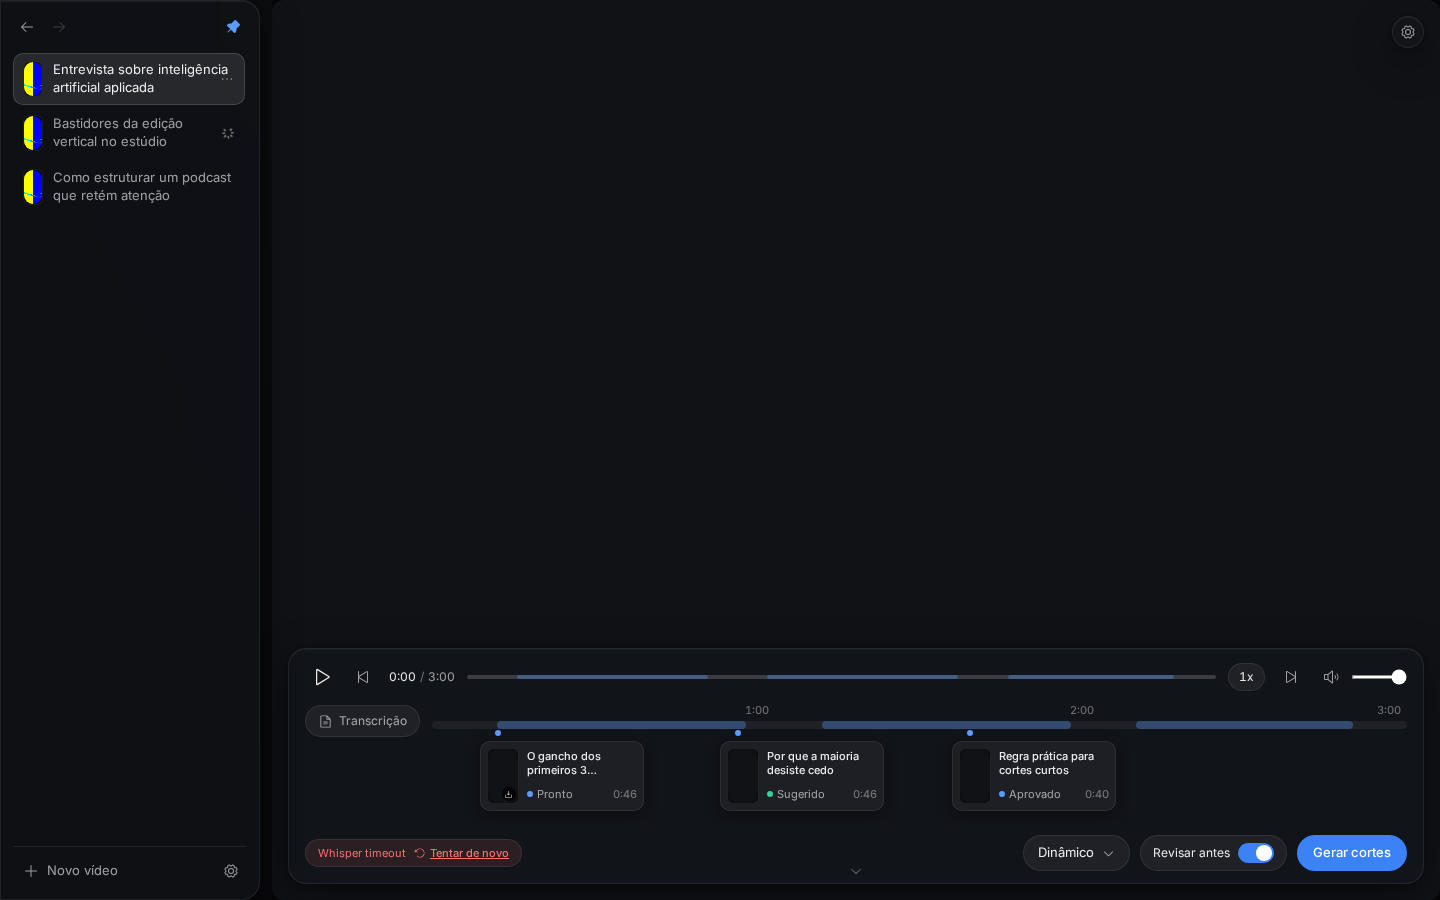 Entrevista sobre inteligência
artificial aplicada
Bastidores da edição
vertical no estúdio
Como estruturar um podcast
que retém atenção
Novo vídeo
0:00 / 3:00
1x
Transcrição
1:00
2:00
3:00
O gancho dos
primeiros 3...
Pronto
0:46
Por que a maioria
desiste cedo
Sugerido
0:46
Regra prática para
cortes curtos
Aprovado
0:40
Whisper timeout
Tentar de novo
Dinâmico
Revisar antes
Gerar cortes